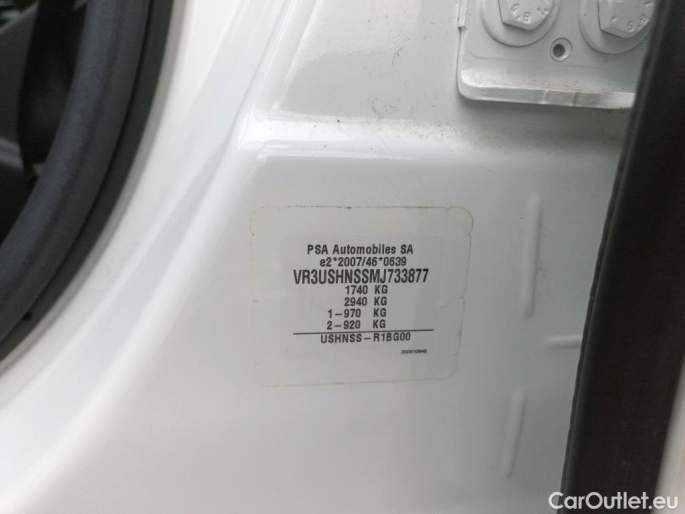 PSA Automobiles SA
e2*2007/46*0639
VR3USHNSSMJ733877
1740 KG
2940 KG
1-970 KG
2-920 KG
USHNSS-R1BG00
CarOutlet.eu